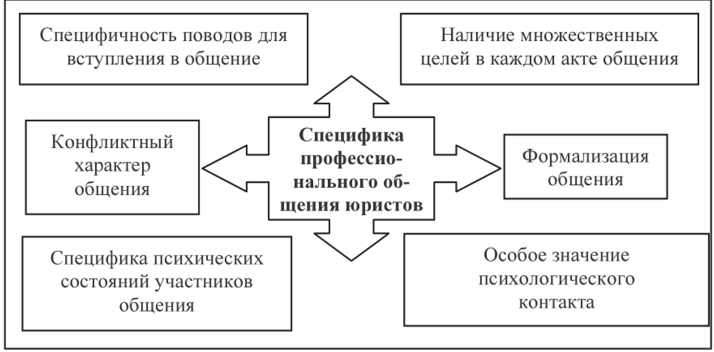 Специфичность поводов для
вступления в общение
Наличие множественных
целей в каждом акте общения
Конфликтный
характер
общения
Специфика
профессио-
нального об-
щения юристов
Формализация
общения
Специфика психических
состояний участников
общения
Особое значение
психологического
контакта